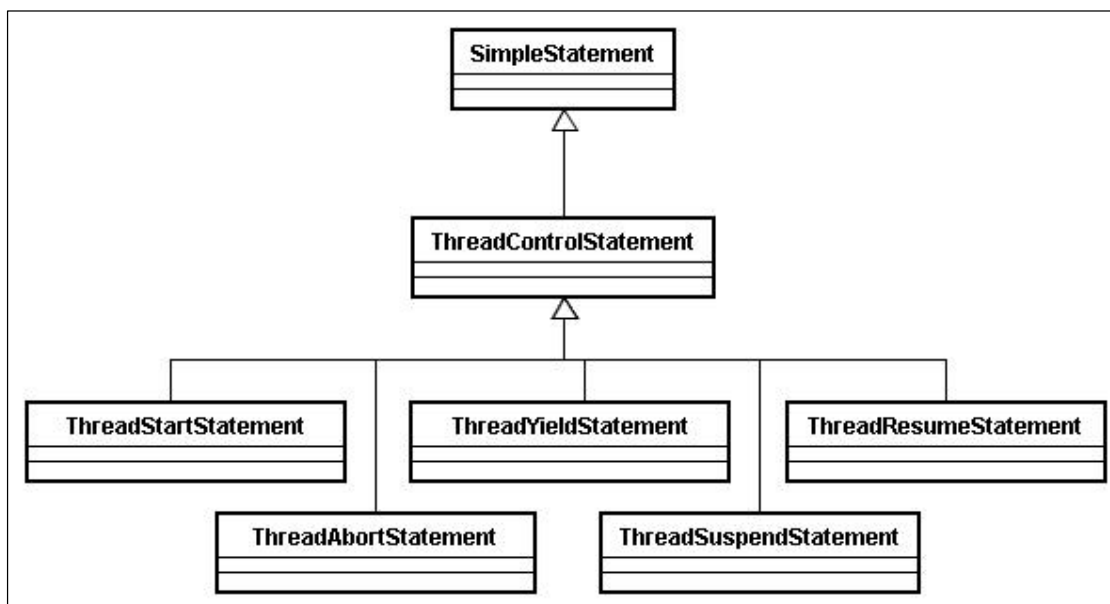 SimpleStatement
ThreadControlStatement
ThreadStartStatement
ThreadYieldStatement
ThreadResumeStatement
ThreadAbortStatement
ThreadSuspendStatement